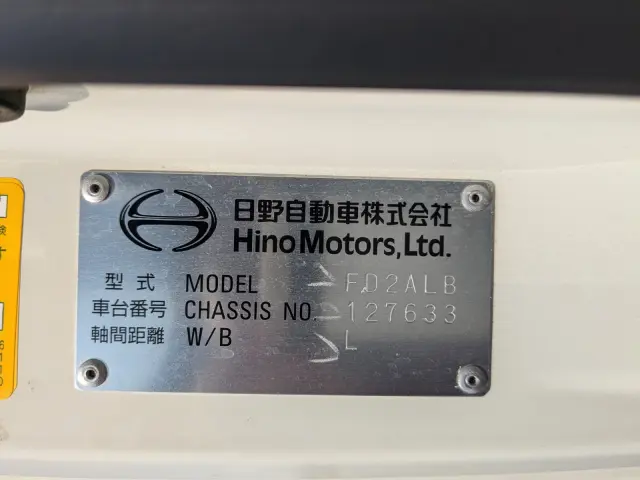 日野自動車株式会社
Hino Motors, Ltd.
型式 MODEL FD2ALB
車台番号 CHASSIS NO. 127633
軸間距離 W/B L